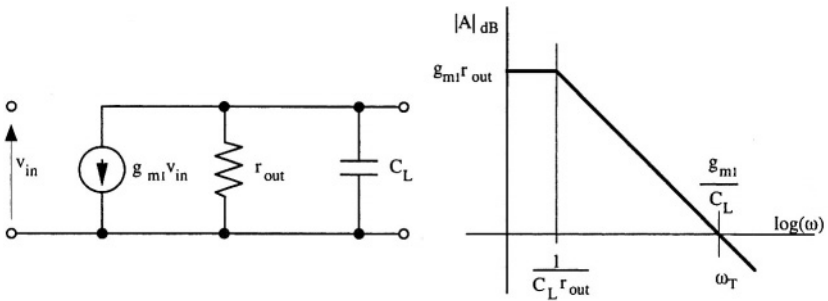 v_in
g_m1 v_in
r_out
C_L
|A|_dB
g_m1 r_out
g_m1
C_L
log(ω)
1
C_L r_out
ω_T